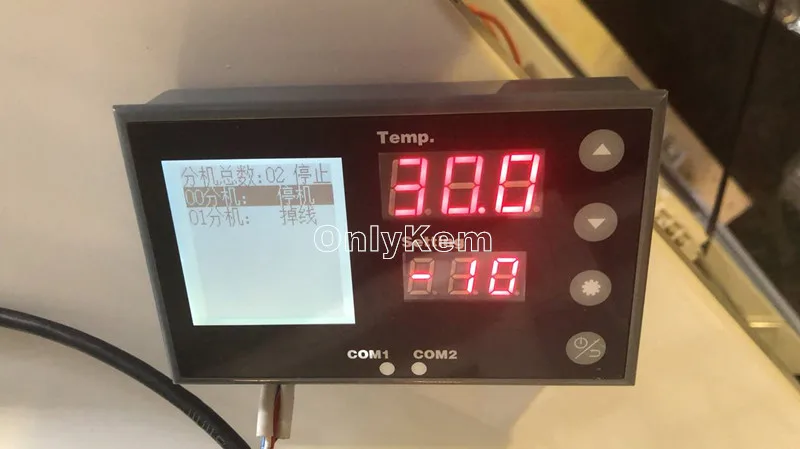 Temp.
30.0
分机总数:02 停止
00分机: 停机
01分机: 掉线
OnlyKem
Setting
-10
COM1 COM2